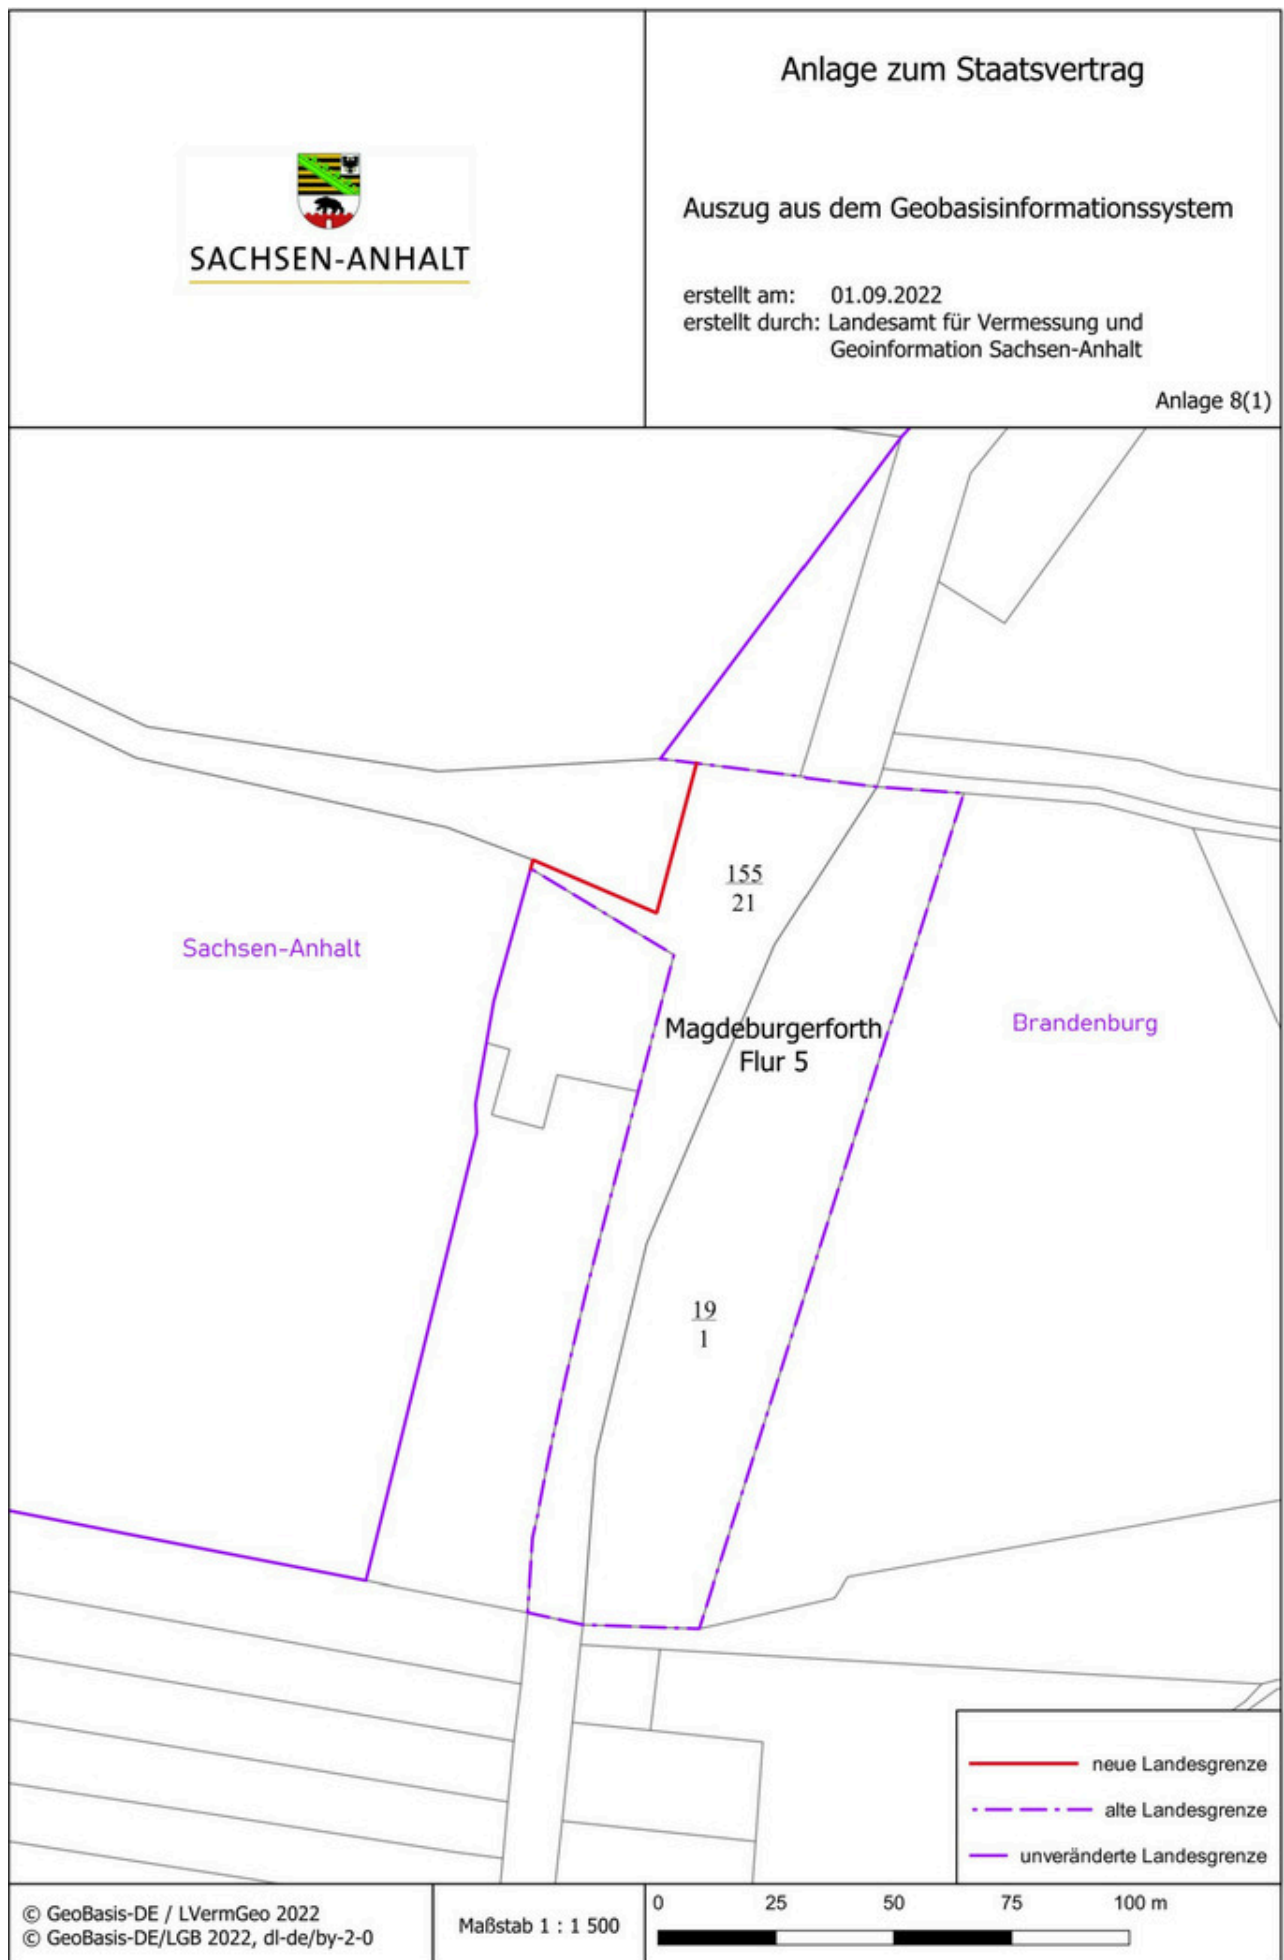 SACHSEN-ANHALT
Anlage zum Staatsvertrag
Auszug aus dem Geobasisinformationssystem
erstellt am: 01.09.2022
erstellt durch: Landesamt für Vermessung und
Geoinformation Sachsen-Anhalt
Anlage 8(1)
155
21
Sachsen-Anhalt
Magdeburgerforth
Flur 5
Brandenburg
19
1
neue Landesgrenze
alte Landesgrenze
unveränderte Landesgrenze
© GeoBasis-DE / LVermGeo 2022
© GeoBasis-DE/LGB 2022, dl-de/by-2-0
Maßstab 1 : 1 500
0 25 50 75 100 m